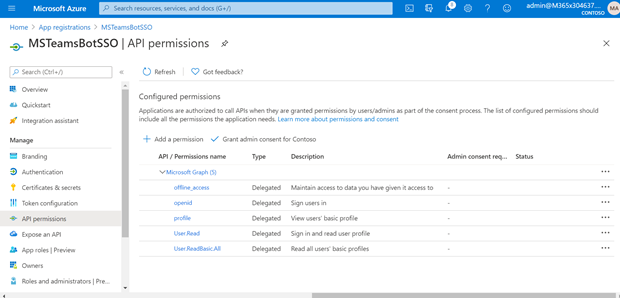 Microsoft Azure
Search resources, services, and docs (G+/)
admin@M365x304637....
CONTOSO
MA
Home > App registrations > MSTeamsBotSSO
MSTeamsBotSSO | API permissions
Search (Ctrl+/)
Refresh
Got feedback?
Overview
Quickstart
Integration assistant
Manage
Branding
Authentication
Certificates & secrets
Token configuration
API permissions
Expose an API
App roles | Preview
Owners
Roles and administrators | Pre...
Configured permissions
Applications are authorized to call APIs when they are granted permissions by users/admins as part of the consent process. The list of configured permissions should
include all the permissions the application needs. Learn more about permissions and consent
Add a permission
Grant admin consent for Contoso
API / Permissions name Type Description Admin consent req... Status
Microsoft Graph (5)
offline_access Delegated Maintain access to data you have given it access to -
openid Delegated Sign users in -
profile Delegated View users' basic profile -
User.Read Delegated Sign in and read user profile -
User.ReadBasic.All Delegated Read all users' basic profiles -